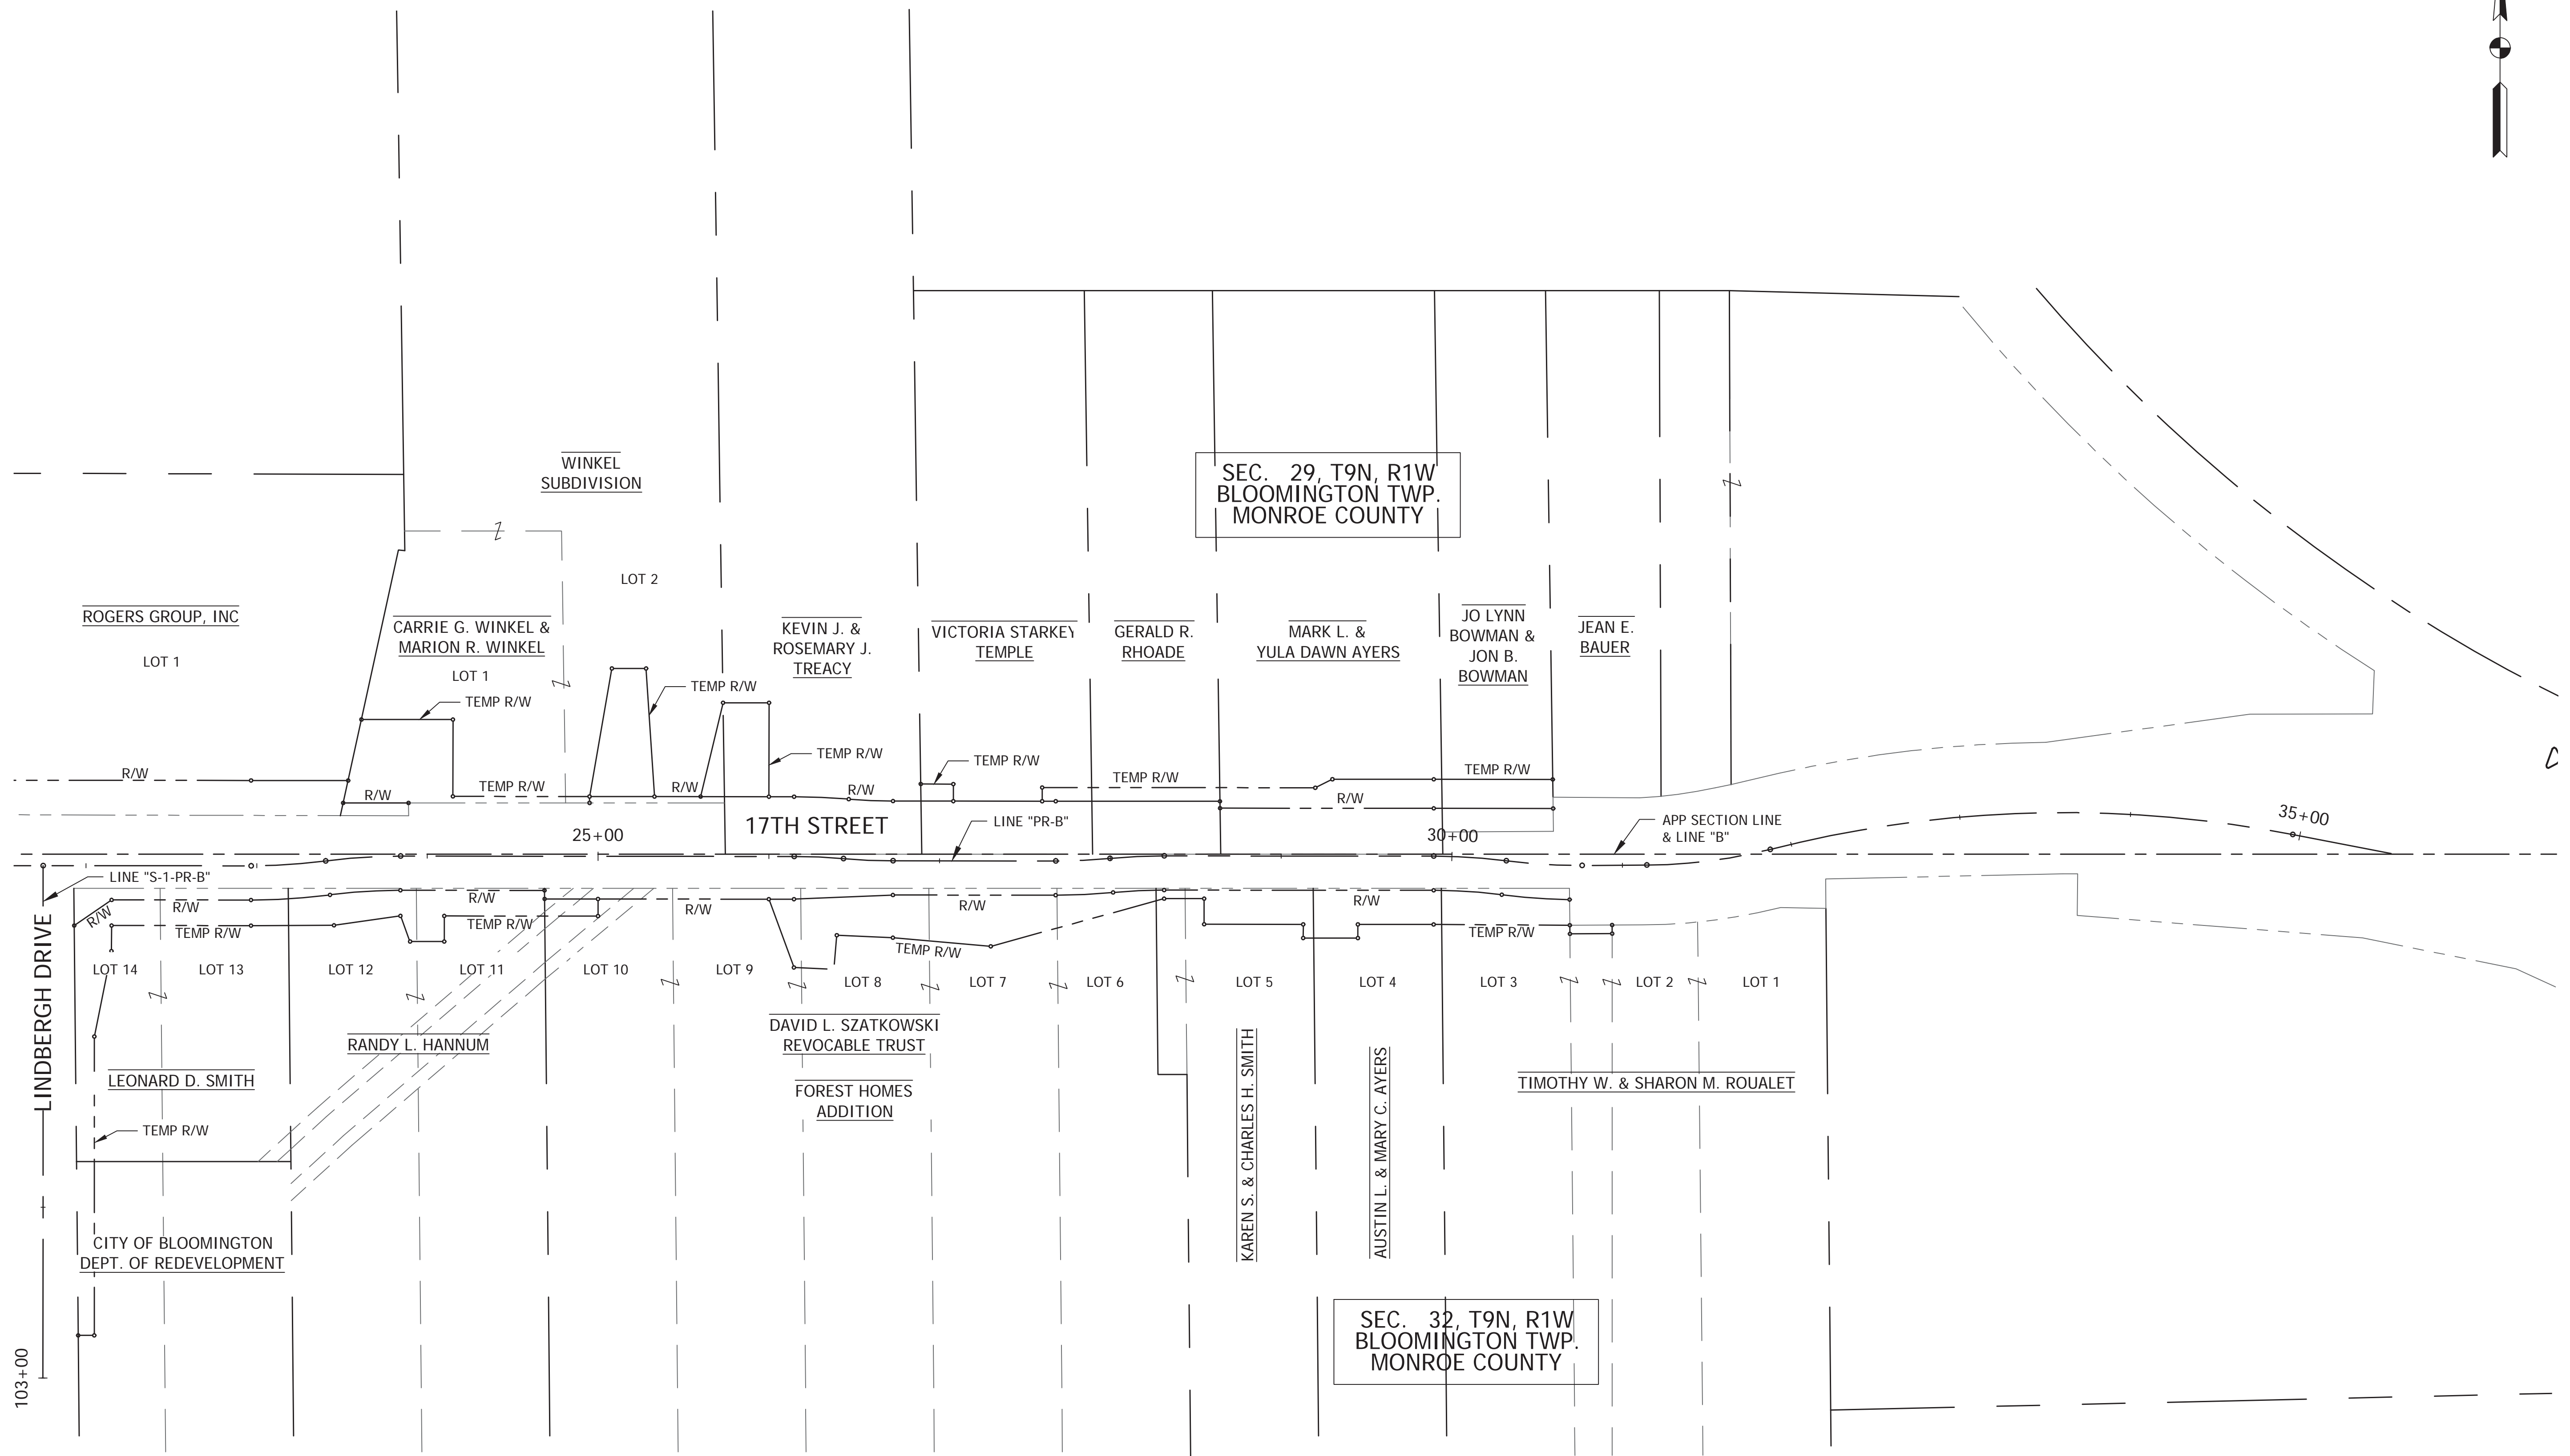 WINKEL
SUBDIVISION
SEC. 29, T9N, R1W
BLOOMINGTON TWP.
MONROE COUNTY
LOT 2
ROGERS GROUP, INC
LOT 1
CARRIE G. WINKEL &
MARION R. WINKEL
LOT 1
KEVIN J. &
ROSEMARY J.
TREACY
VICTORIA STARKEY
TEMPLE
GERALD R.
RHOADE
MARK L. &
YULA DAWN AYERS
JO LYNN
BOWMAN &
JON B.
BOWMAN
JEAN E.
BAUER
TEMP R/W
TEMP R/W
TEMP R/W
TEMP R/W
R/W
TEMP R/W
R/W
TEMP R/W
R/W
R/W
TEMP R/W
R/W
17TH STREET
25+00
LINE "PR-B"
30+00
APP SECTION LINE
& LINE "B"
35+00
LINE "S-1-PR-B"
LINDBERGH DRIVE
R/W
R/W
TEMP R/W
R/W
TEMP R/W
R/W
R/W
TEMP R/W
R/W
TEMP R/W
LOT 14
LOT 13
LOT 12
LOT 11
LOT 10
LOT 9
LOT 8
LOT 7
LOT 6
LOT 5
LOT 4
LOT 3
LOT 2
LOT 1
LEONARD D. SMITH
RANDY L. HANNUM
DAVID L. SZATKOWSKI
REVOCABLE TRUST
FOREST HOMES
ADDITION
KAREN S. & CHARLES H. SMITH
AUSTIN L. & MARY C. AYERS
TIMOTHY W. & SHARON M. ROUALET
TEMP R/W
CITY OF BLOOMINGTON
DEPT. OF REDEVELOPMENT
SEC. 32, T9N, R1W
BLOOMINGTON TWP.
MONROE COUNTY
103+00